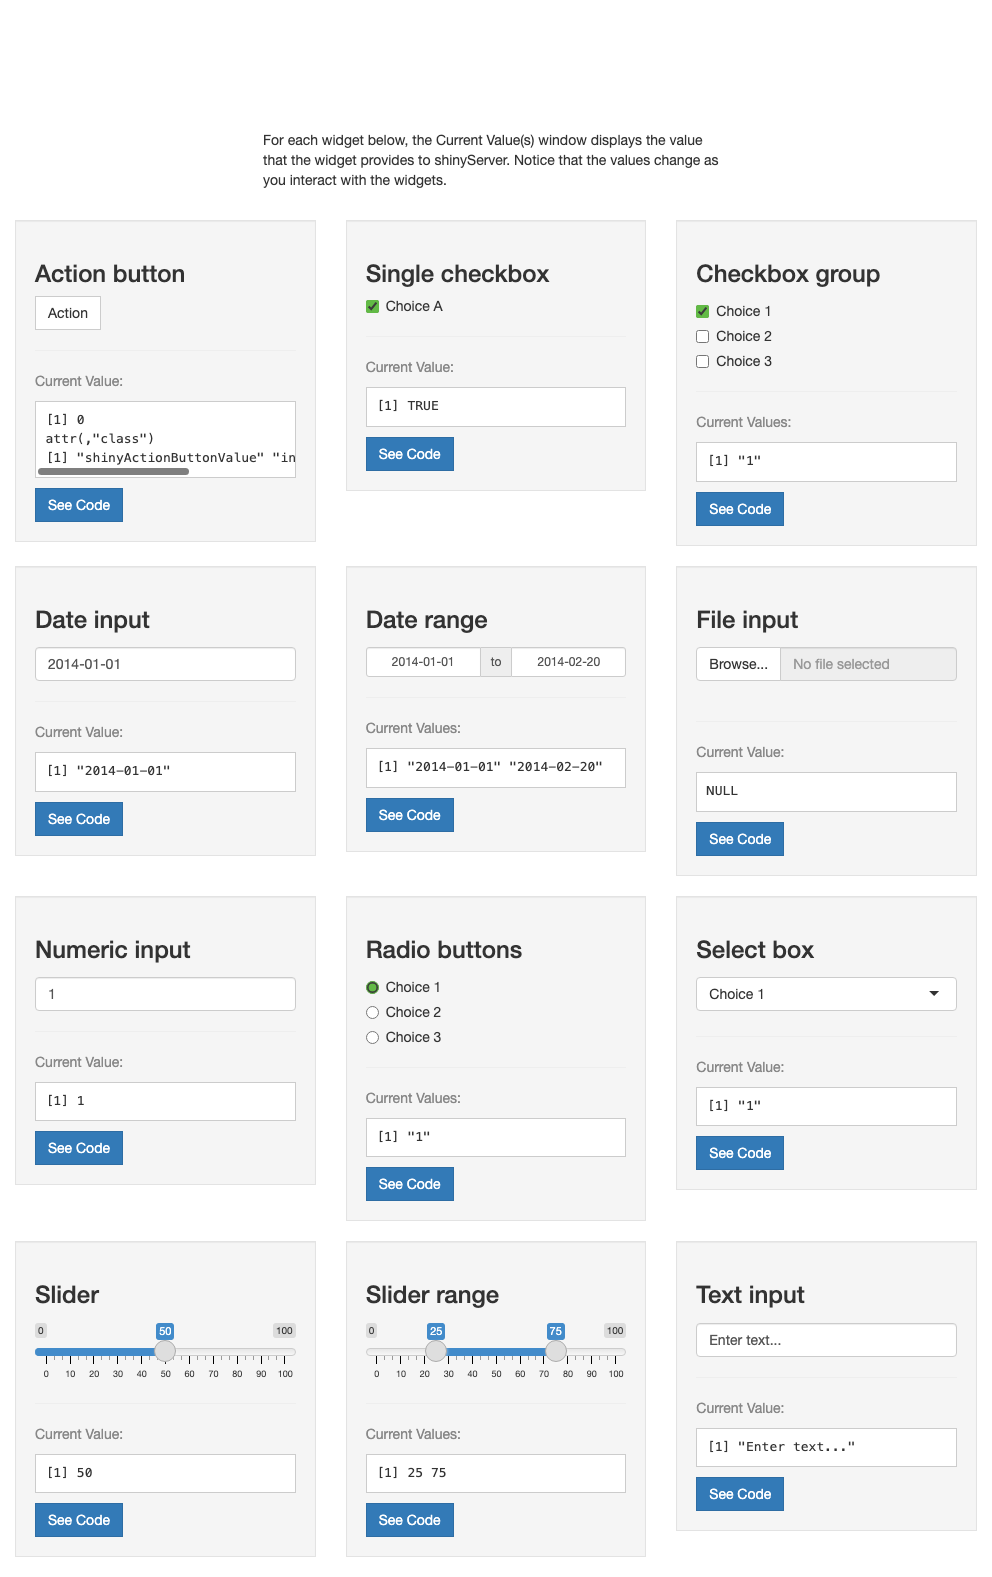 For each widget below, the Current Value(s) window displays the value
that the widget provides to shinyServer. Notice that the values change as
you interact with the widgets.
Action button
Action
Current Value:
[1] 0
attr(,"class")
[1] "shinyActionButtonValue" "in
See Code
Single checkbox
Choice A
Current Value:
[1] TRUE
See Code
Checkbox group
Choice 1
Choice 2
Choice 3
Current Values:
[1] "1"
See Code
Date input
2014-01-01
Current Value:
[1] "2014-01-01"
See Code
Date range
2014-01-01 to 2014-02-20
Current Values:
[1] "2014-01-01" "2014-02-20"
See Code
File input
Browse... No file selected
Current Value:
NULL
See Code
Numeric input
1
Current Value:
[1] 1
See Code
Radio buttons
Choice 1
Choice 2
Choice 3
Current Values:
[1] "1"
See Code
Select box
Choice 1
Current Value:
[1] "1"
See Code
Slider
0 50 100
0 10 20 30 40 50 60 70 80 90 100
Current Value:
[1] 50
See Code
Slider range
0 25 75 100
0 10 20 30 40 50 60 70 80 90 100
Current Values:
[1] 25 75
See Code
Text input
Enter text...
Current Value:
[1] "Enter text..."
See Code